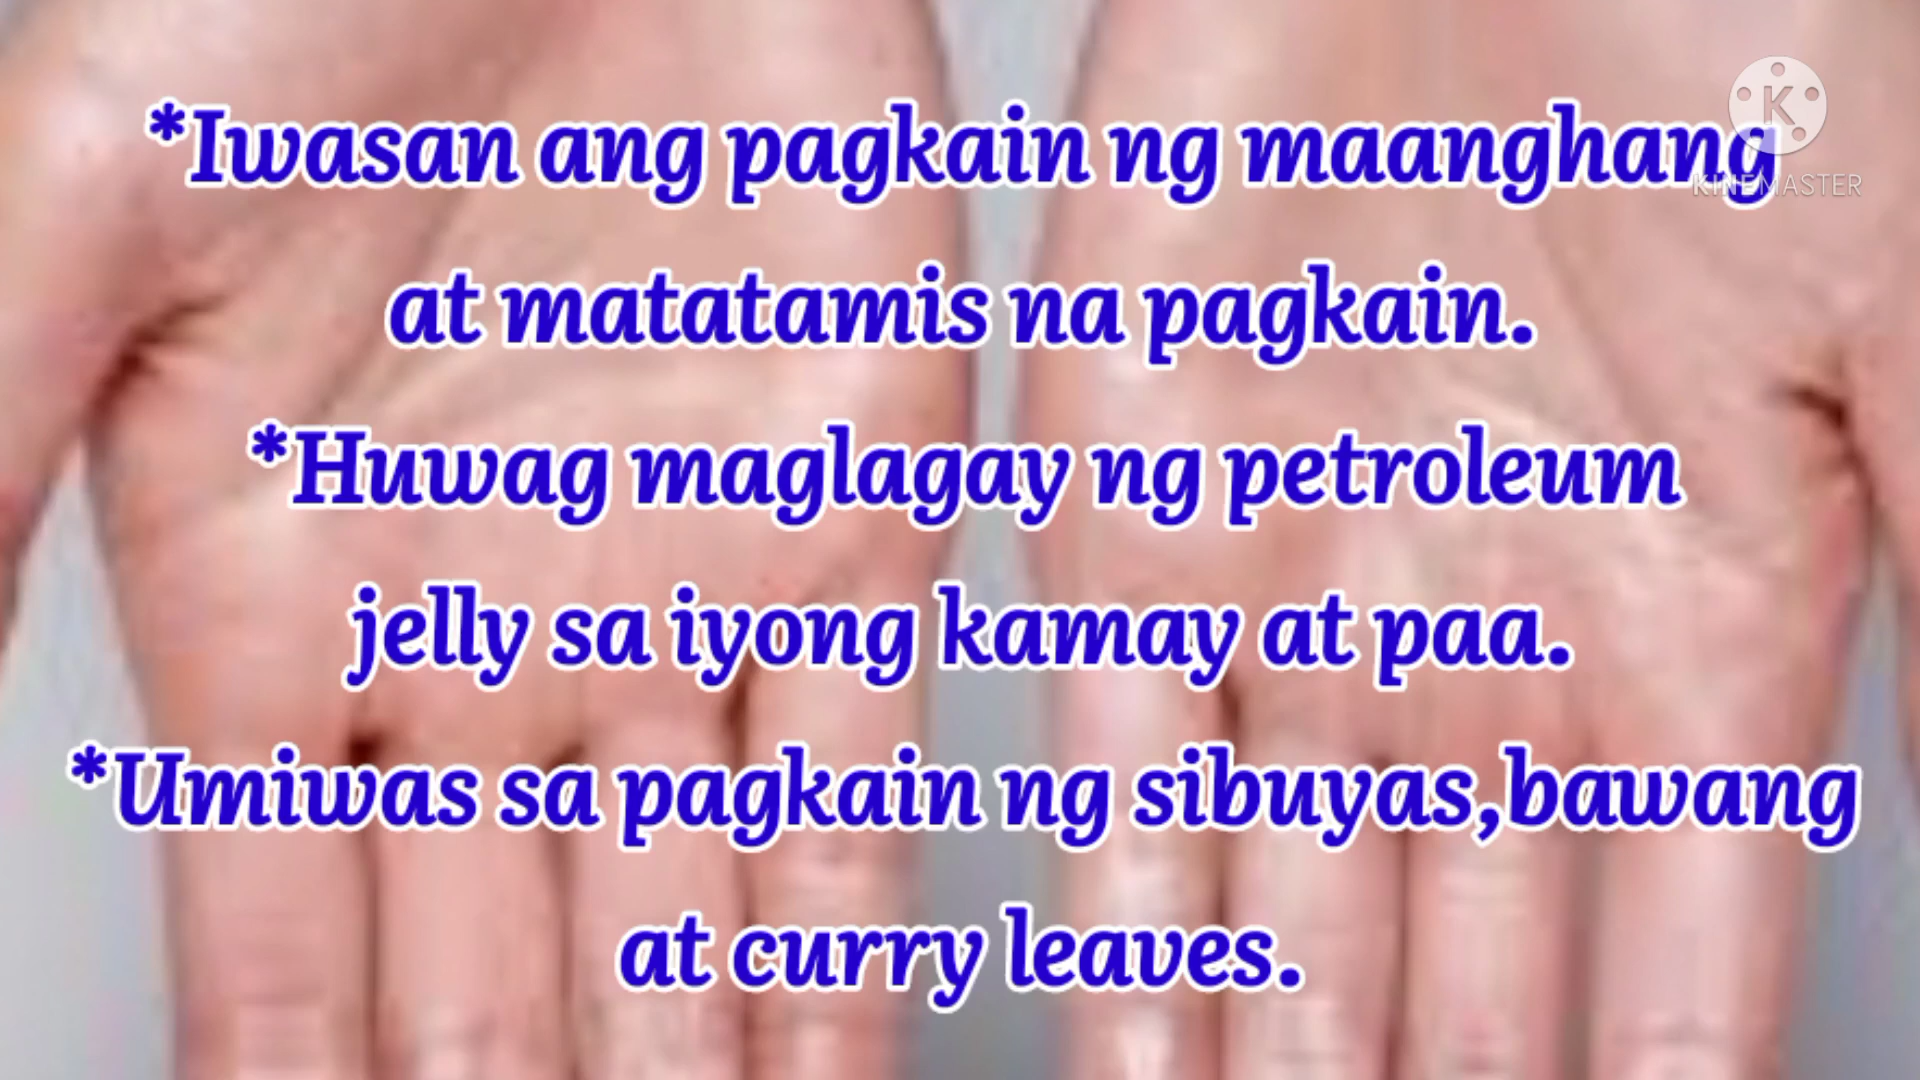 *Iwasan ang pagkain ng maanghang
at matatamis na pagkain.
*Huwag maglagay ng petroleum
jelly sa iyong kamay at paa.
*Umiwas sa pagkain ng sibuyas,bawang
at curry leaves.
K
KINEMASTER